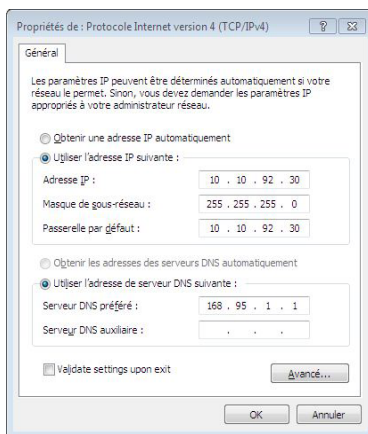 Propriétés de : Protocole Internet version 4 (TCP/IPv4)
Général
Les paramètres IP peuvent être déterminés automatiquement si votre
réseau le permet. Sinon, vous devez demander les paramètres IP
appropriés à votre administrateur réseau.
Obtenir une adresse IP automatiquement
Utiliser l'adresse IP suivante :
Adresse IP : 10 . 10 . 92 . 30
Masque de sous-réseau : 255 . 255 . 255 . 0
Passerelle par défaut : 10 . 10 . 92 . 30
Obtenir les adresses des serveurs DNS automatiquement
Utiliser l'adresse de serveur DNS suivante :
Serveur DNS préféré : 168 . 95 . 1 . 1
Serveur DNS auxiliaire : . . .
Validate settings upon exit
Avancé...
OK Annuler